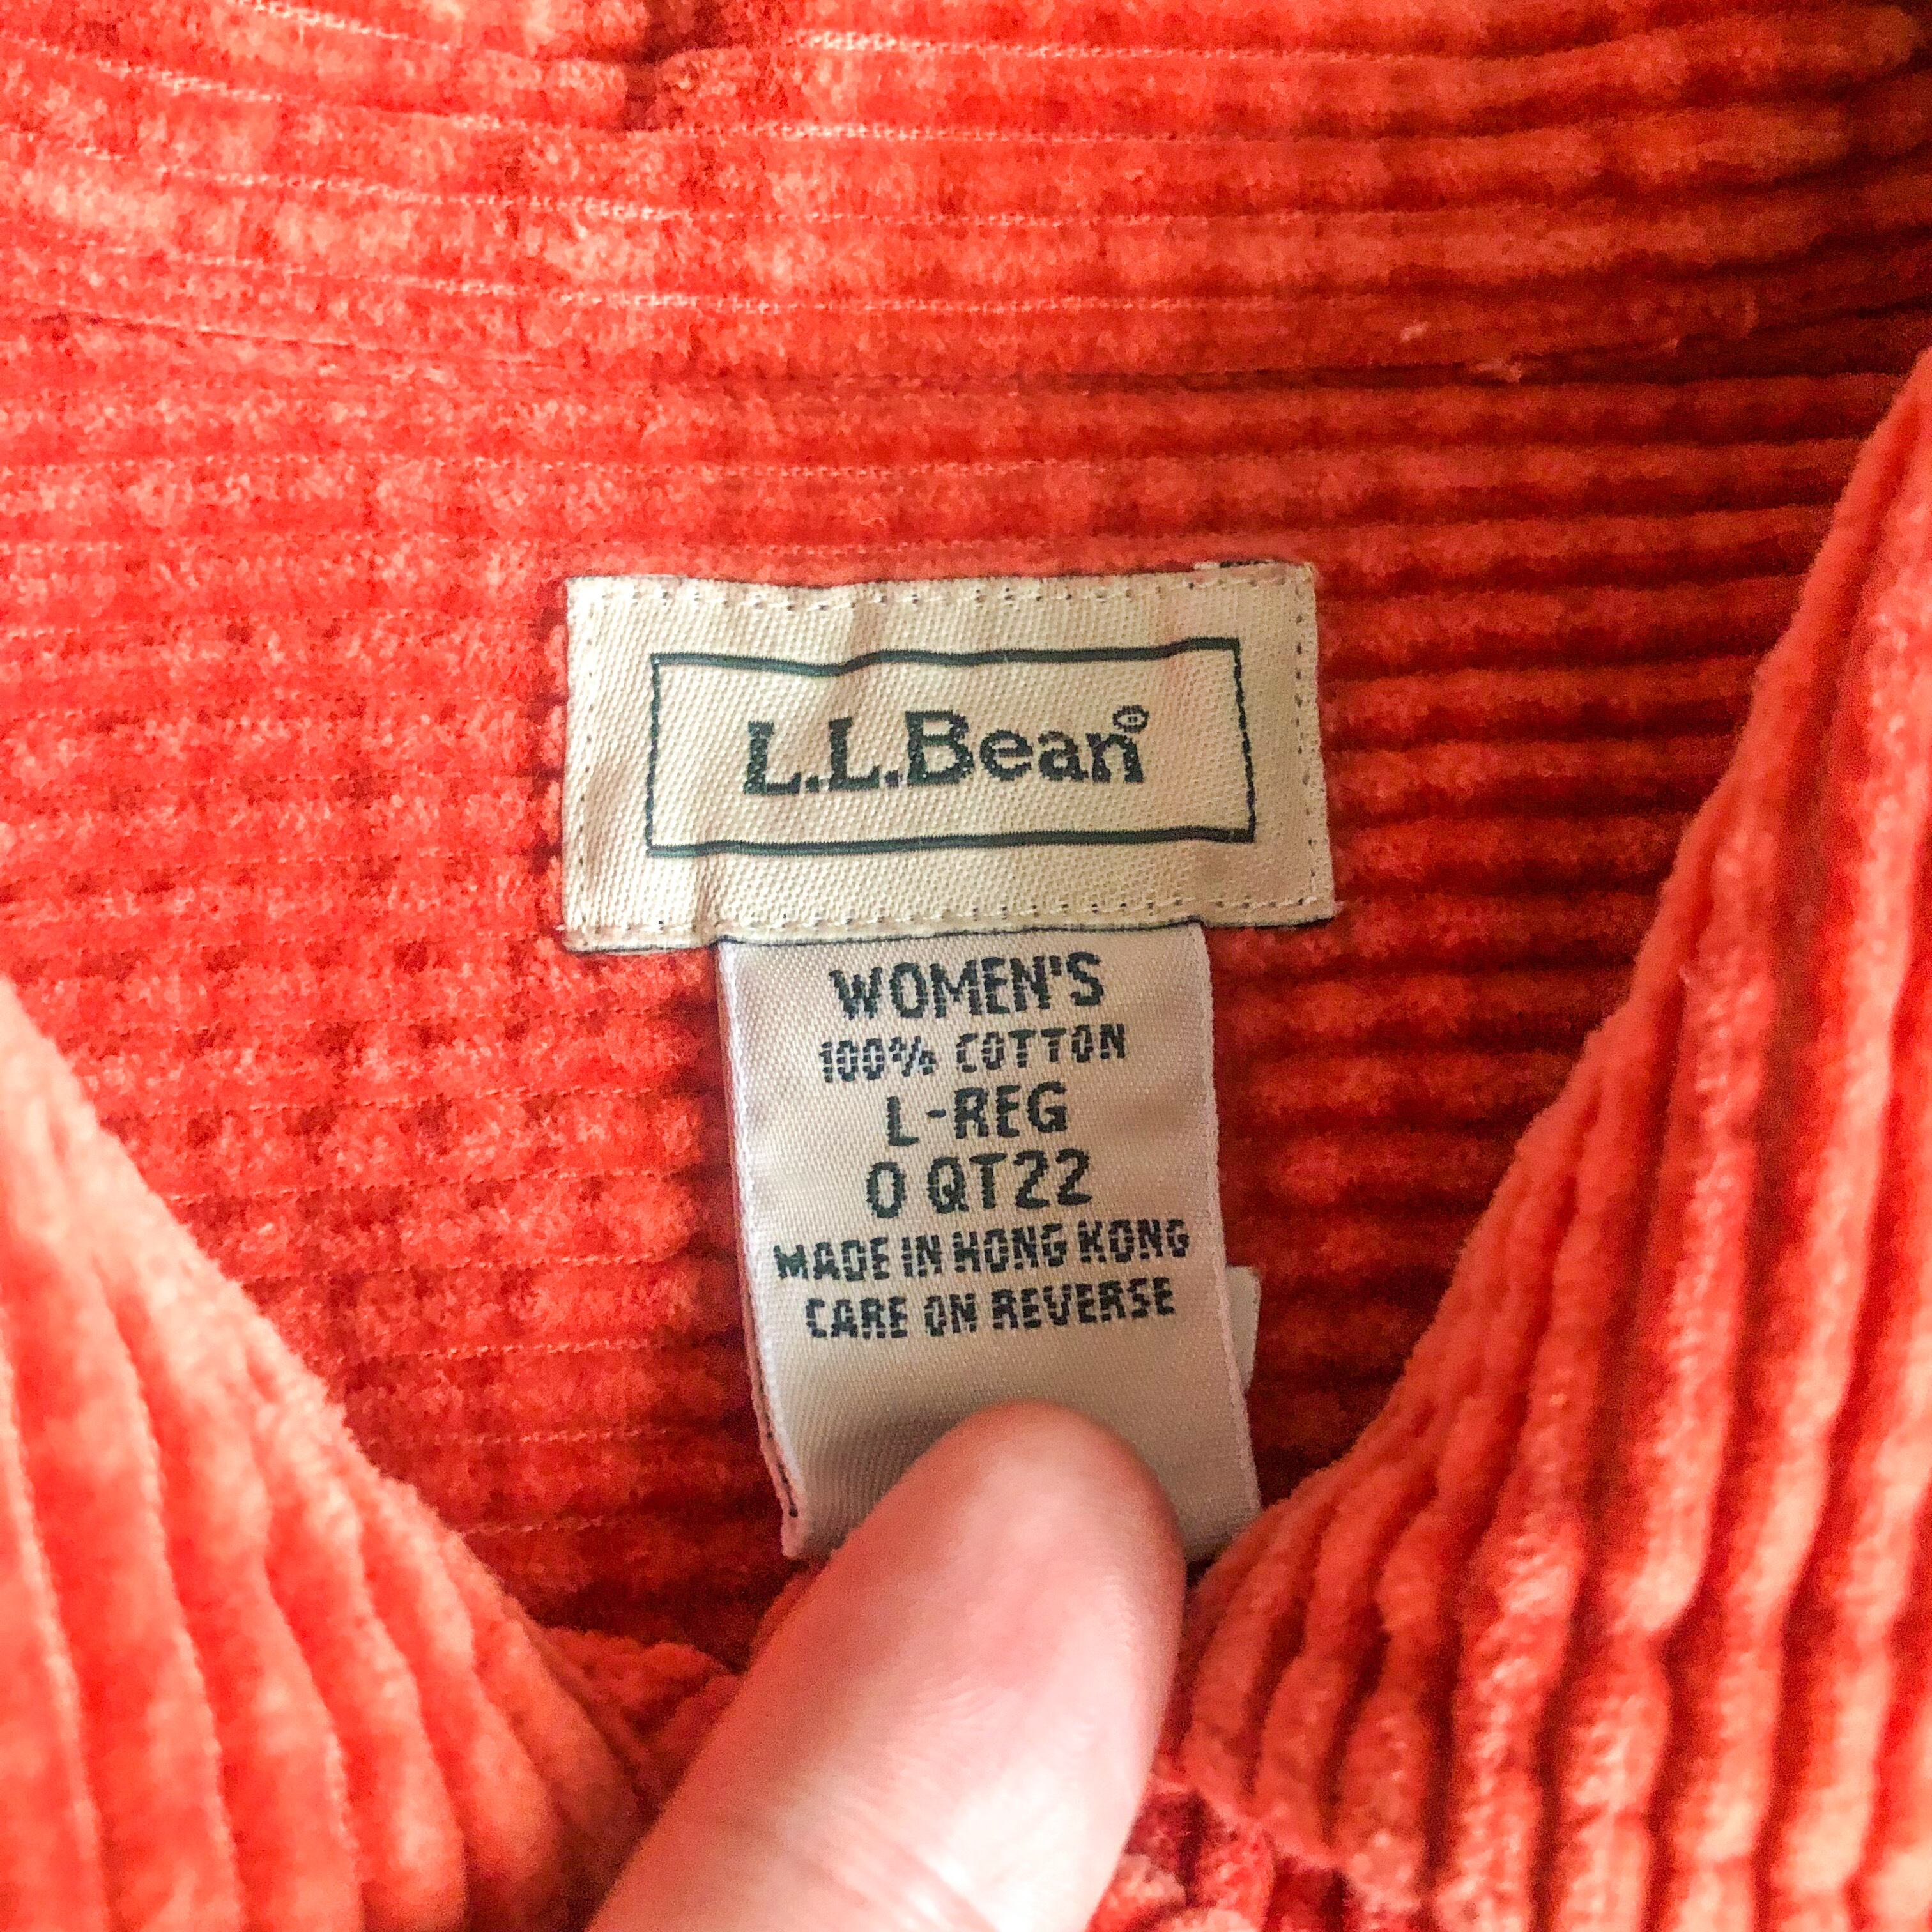 L.L.Bean®
WOMEN'S
100% COTTON
L-REG
0 QT22
MADE IN HONG KONG
CARE ON REVERSE